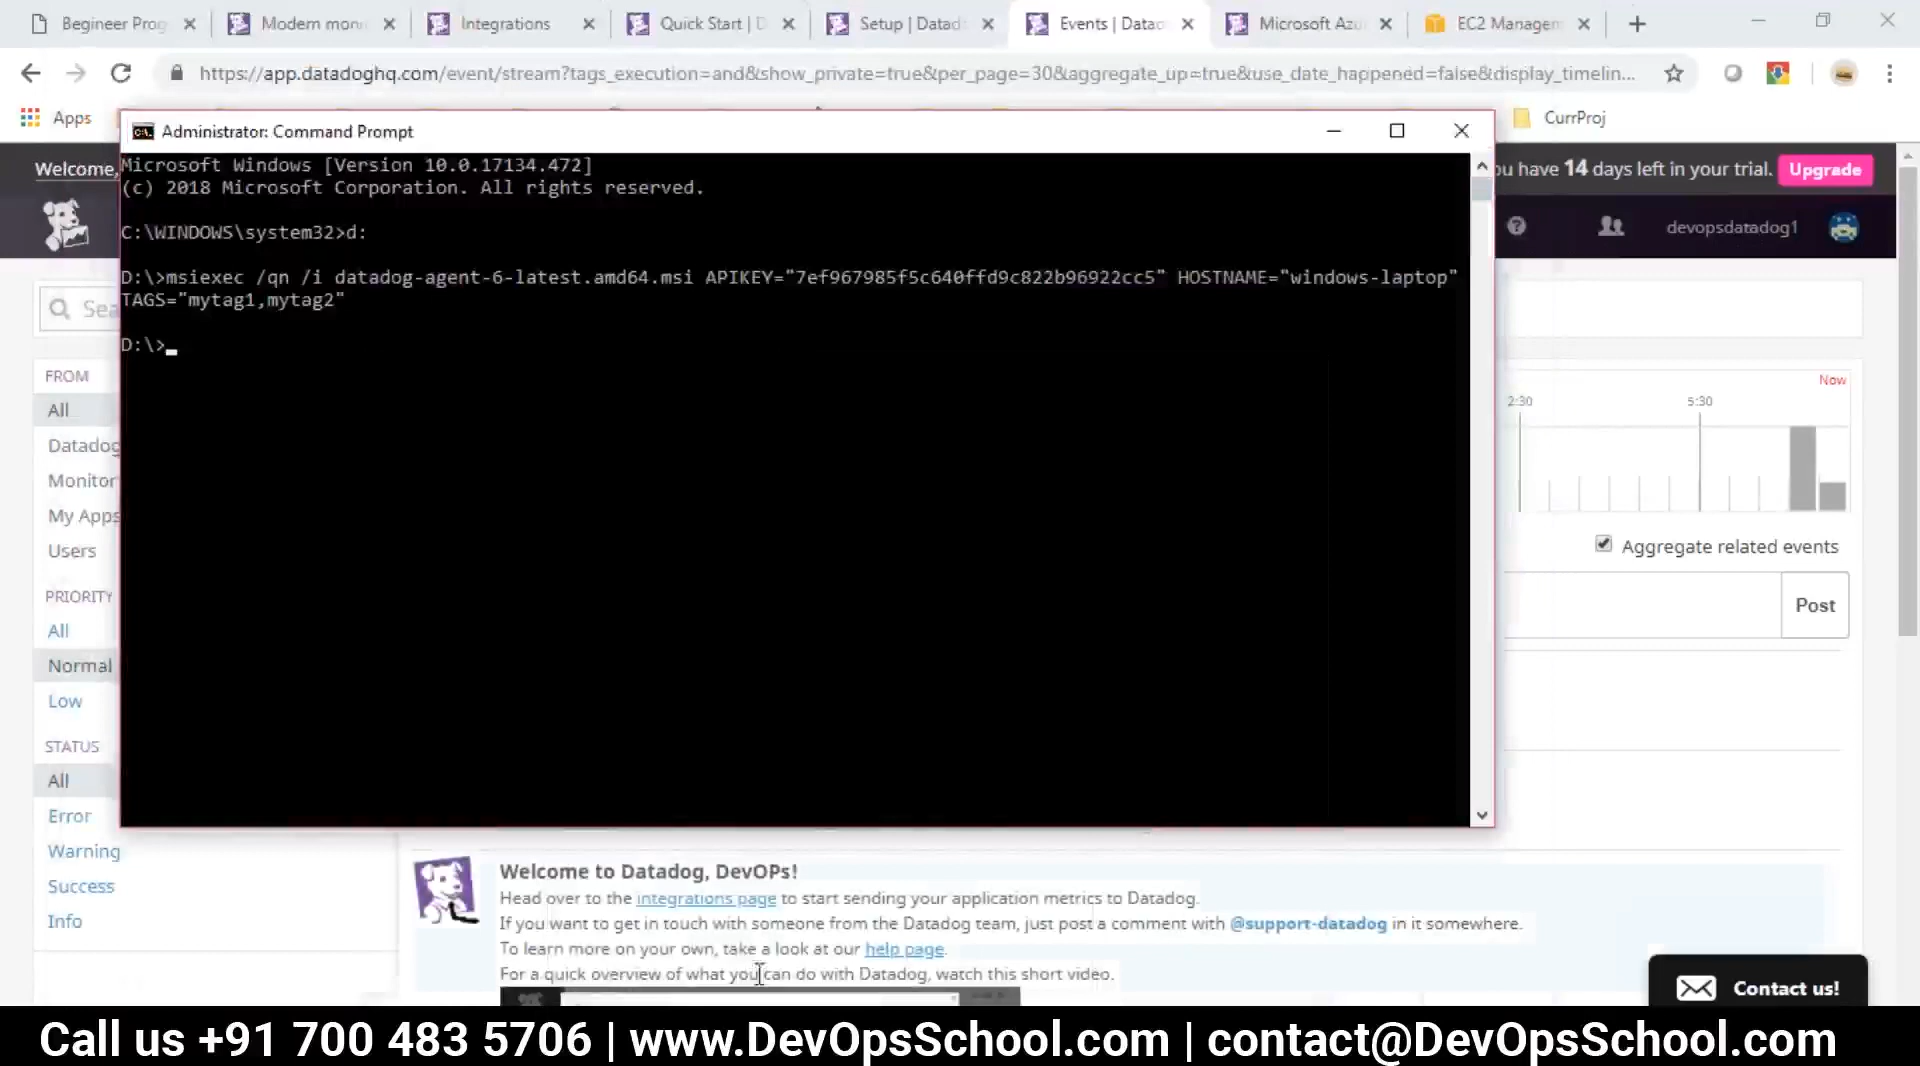 Begineer Prog
Modern moni
Integrations
Quick Start | D
Setup | Datad
Events | Datad
Microsoft Azu
EC2 Managem
https://app.datadoghq.com/event/stream?tags_execution=and&show_private=true&per_page=30&aggregate_up=true&use_date_happened=false&display_timelin...
Apps
CurrProj
Administrator: Command Prompt
Welcome,
ou have 14 days left in your trial.
Upgrade
Microsoft Windows [Version 10.0.17134.472]
(c) 2018 Microsoft Corporation. All rights reserved.
devopsdatadog1
C:\WINDOWS\system32>d:
D:\>msiexec /qn /i datadog-agent-6-latest.amd64.msi APIKEY="7ef967985f5c640ffd9c822b96922cc5" HOSTNAME="windows-laptop"
TAGS="mytag1,mytag2"
D:\>
Sea
FROM
All
Datadog
Monitor
My Apps
Users
PRIORITY
All
Normal
Low
STATUS
All
Error
Warning
Success
Info
Now
2:30
5:30
Aggregate related events
Post
Welcome to Datadog, DevOPs!
Head over to the integrations page to start sending your application metrics to Datadog.
If you want to get in touch with someone from the Datadog team, just post a comment with @support-datadog in it somewhere.
To learn more on your own, take a look at our help page.
For a quick overview of what you can do with Datadog, watch this short video.
Contact us!
Call us +91 700 483 5706 | www.DevOpsSchool.com | contact@DevOpsSchool.com